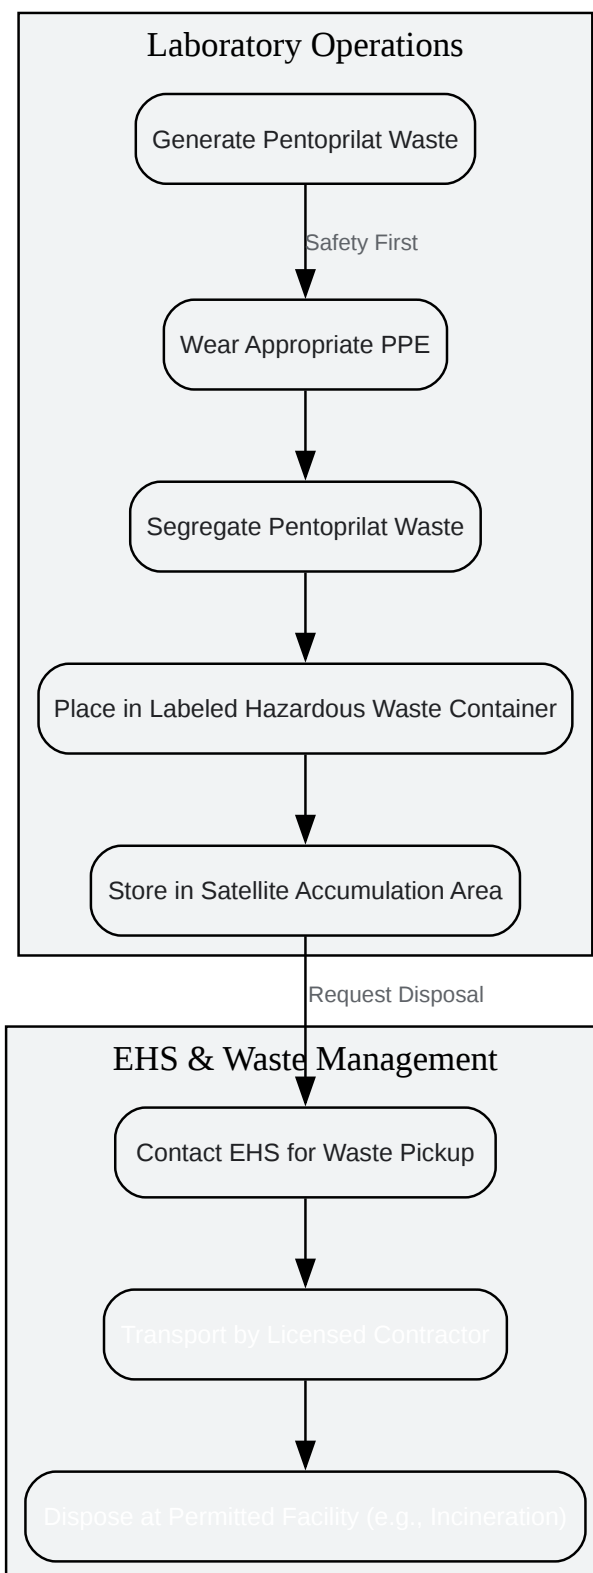 Laboratory Operations
Generate Pentoprilat Waste
Safety First
Wear Appropriate PPE
Segregate Pentoprilat Waste
Place in Labeled Hazardous Waste Container
Store in Satellite Accumulation Area
Request Disposal
EHS & Waste Management
Contact EHS for Waste Pickup
Transport by Licensed Contractor
Dispose at Permitted Facility (e.g., Incineration)